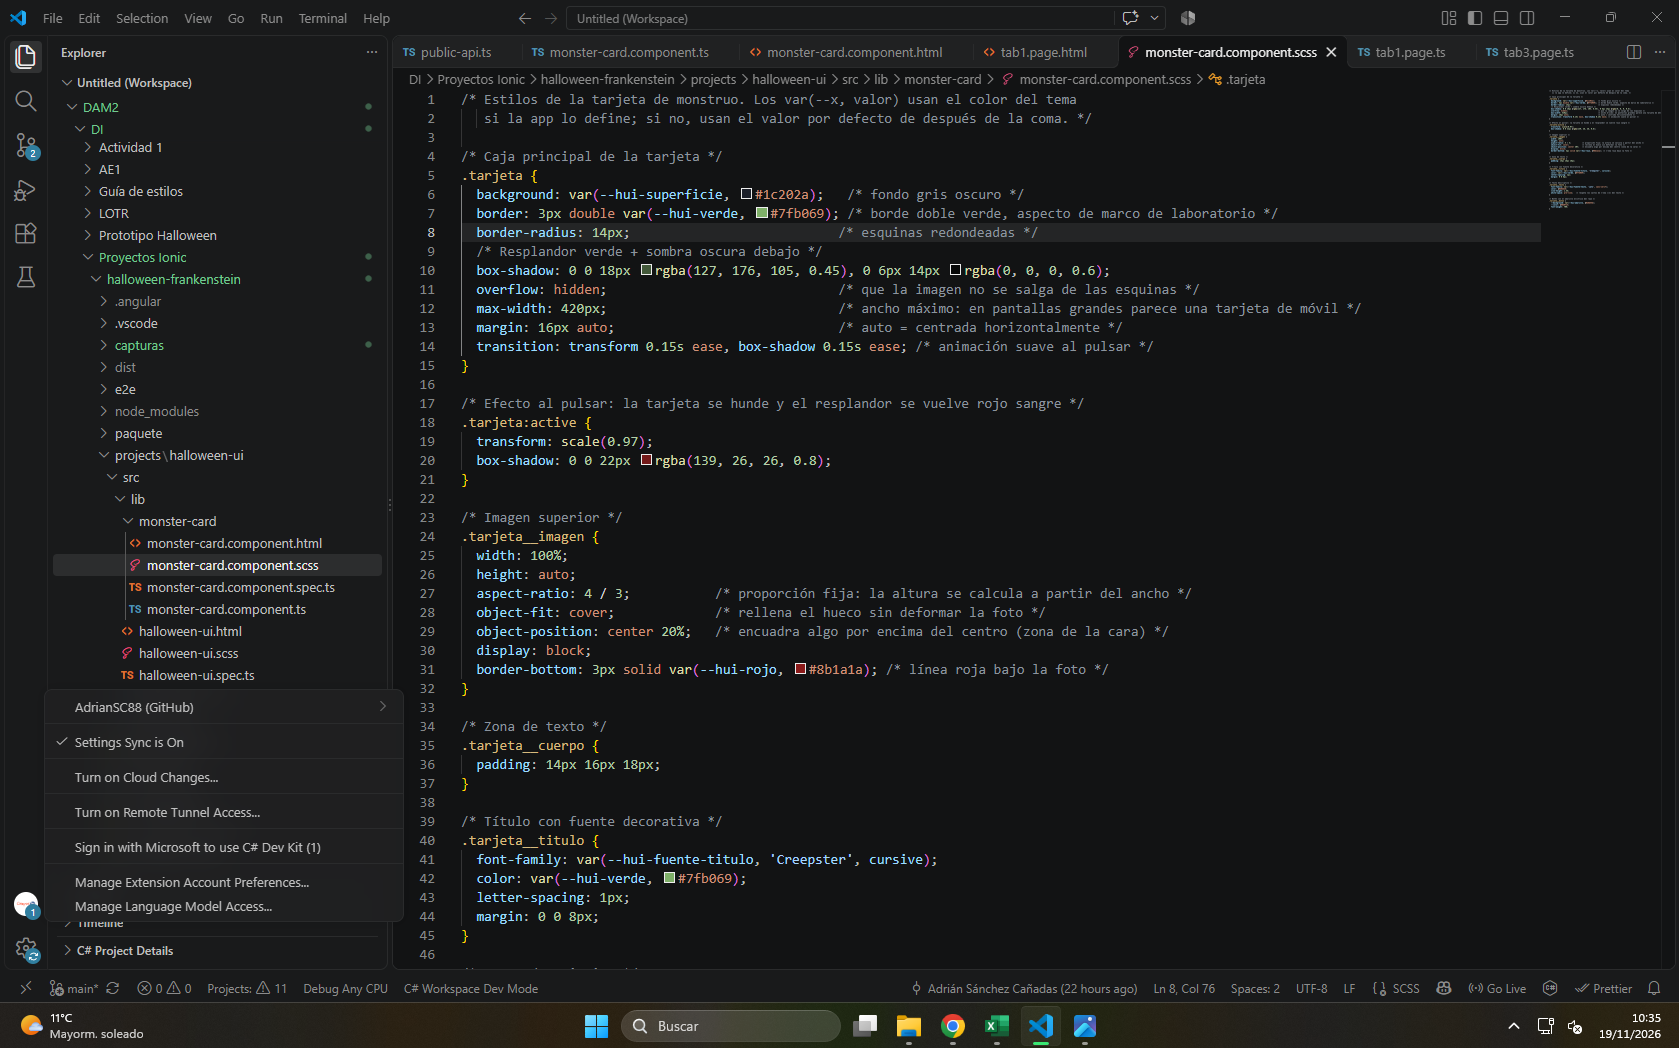 File Edit Selection View Go Run Terminal Help
Untitled (Workspace)
Explorer
TS public-api.ts
TS monster-card.component.ts
<> monster-card.component.html
<> tab1.page.html
monster-card.component.scss
TS tab1.page.ts
TS tab3.page.ts
DI > Proyectos Ionic > halloween-frankenstein > projects > halloween-ui > src > lib > monster-card > monster-card.component.scss > .tarjeta
Untitled (Workspace)
DAM2
DI
Actividad 1
AE1
Guía de estilos
LOTR
Prototipo Halloween
Proyectos Ionic
halloween-frankenstein
.angular
.vscode
capturas
dist
e2e
node_modules
paquete
projects\halloween-ui
src
lib
monster-card
<> monster-card.component.html
monster-card.component.scss
TS monster-card.component.spec.ts
TS monster-card.component.ts
<> halloween-ui.html
halloween-ui.scss
TS halloween-ui.spec.ts
AdrianSC88 (GitHub)
Settings Sync is On
Turn on Cloud Changes...
Turn on Remote Tunnel Access...
Sign in with Microsoft to use C# Dev Kit (1)
Manage Extension Account Preferences...
Manage Language Model Access...
Timeline
C# Project Details
2
1
1 /* Estilos de la tarjeta de monstruo. Los var(--x, valor) usan el color del tema
2 si la app lo define; si no, usan el valor por defecto de después de la coma. */
3
4 /* Caja principal de la tarjeta */
5 .tarjeta {
6 background: var(--hui-superficie, #1c202a); /* fondo gris oscuro */
7 border: 3px double var(--hui-verde, #7fb069); /* borde doble verde, aspecto de marco de laboratorio */
8 border-radius: 14px; /* esquinas redondeadas */
9 /* Resplandor verde + sombra oscura debajo */
10 box-shadow: 0 0 18px rgba(127, 176, 105, 0.45), 0 6px 14px rgba(0, 0, 0, 0.6);
11 overflow: hidden; /* que la imagen no se salga de las esquinas */
12 max-width: 420px; /* ancho máximo: en pantallas grandes parece una tarjeta de móvil */
13 margin: 16px auto; /* auto = centrada horizontalmente */
14 transition: transform 0.15s ease, box-shadow 0.15s ease; /* animación suave al pulsar */
15 }
16
17 /* Efecto al pulsar: la tarjeta se hunde y el resplandor se vuelve rojo sangre */
18 .tarjeta:active {
19 transform: scale(0.97);
20 box-shadow: 0 0 22px rgba(139, 26, 26, 0.8);
21 }
22
23 /* Imagen superior */
24 .tarjeta__imagen {
25 width: 100%;
26 height: auto;
27 aspect-ratio: 4 / 3; /* proporción fija: la altura se calcula a partir del ancho */
28 object-fit: cover; /* rellena el hueco sin deformar la foto */
29 object-position: center 20%; /* encuadra algo por encima del centro (zona de la cara) */
30 display: block;
31 border-bottom: 3px solid var(--hui-rojo, #8b1a1a); /* línea roja bajo la foto */
32 }
33
34 /* Zona de texto */
35 .tarjeta__cuerpo {
36 padding: 14px 16px 18px;
37 }
38
39 /* Título con fuente decorativa */
40 .tarjeta__titulo {
41 font-family: var(--hui-fuente-titulo, 'Creepster', cursive);
42 color: var(--hui-verde, #7fb069);
43 letter-spacing: 1px;
44 margin: 0 0 8px;
45 }
46
main* 0 0 Projects: 11 Debug Any CPU C# Workspace Dev Mode
Adrián Sánchez Cañadas (22 hours ago) Ln 8, Col 76 Spaces: 2 UTF-8 LF { } SCSS Go Live Prettier
11°C
Mayorm. soleado
Buscar
10:35
19/11/2026